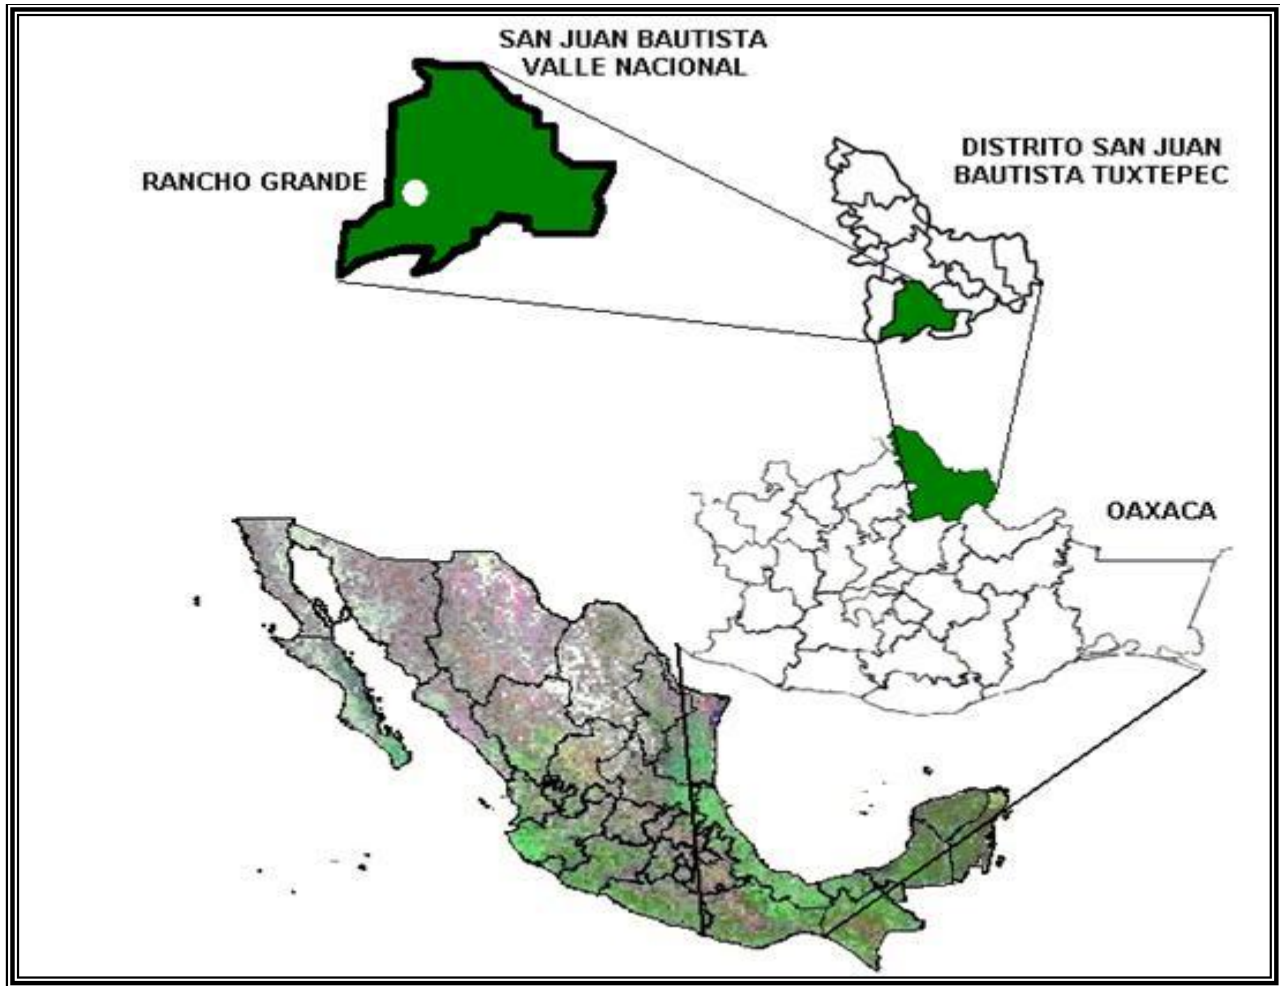 SAN JUAN BAUTISTA
VALLE NACIONAL
DISTRITO SAN JUAN
BAUTISTA TUXTEPEC
RANCHO GRANDE
OAXACA